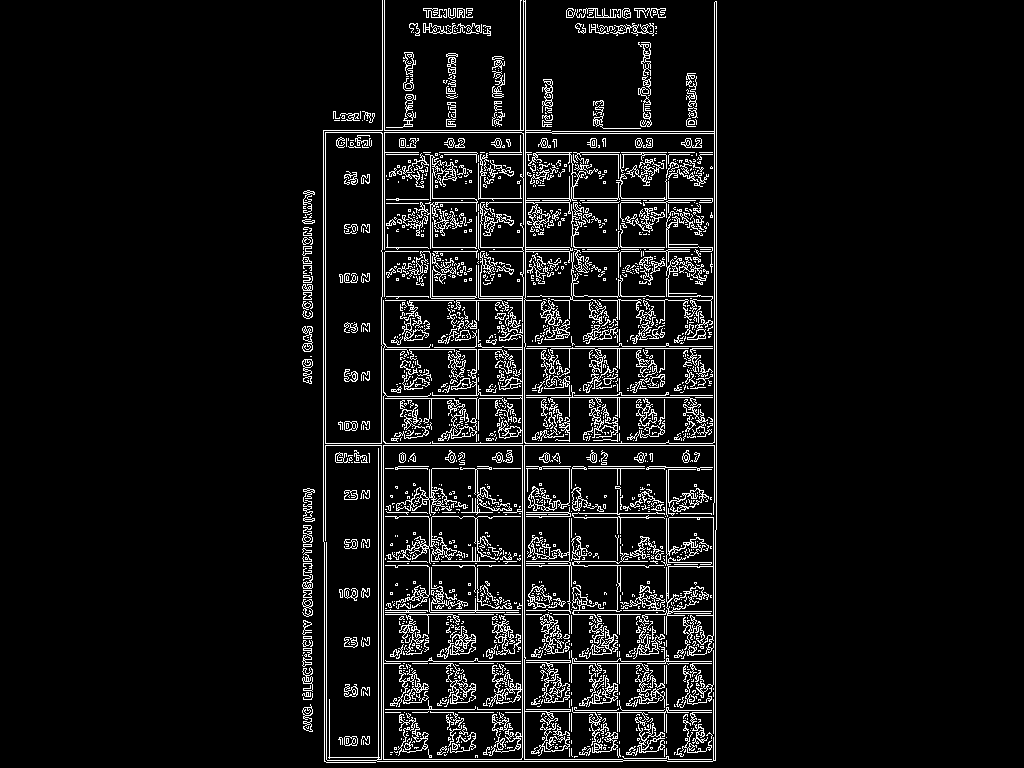 TENURE
% Households
DWELLING TYPE
% Households
Locality
Home Owned
Rent (Private)
Rent (Public)
Terraced
Flats
Semi-Detached
Detached
AVG. GAS CONSUMPTION (kWh)
Global 0.2 -0.2 -0.1 -0.1 -0.1 0.3 -0.2
25 N
50 N
100 N
25 N
50 N
100 N
AVG. ELECTRICITY CONSUMPTION (kWh)
Global 0.4 -0.2 -0.5 -0.4 -0.2 -0.1 0.7
25 N
50 N
100 N
25 N
50 N
100 N